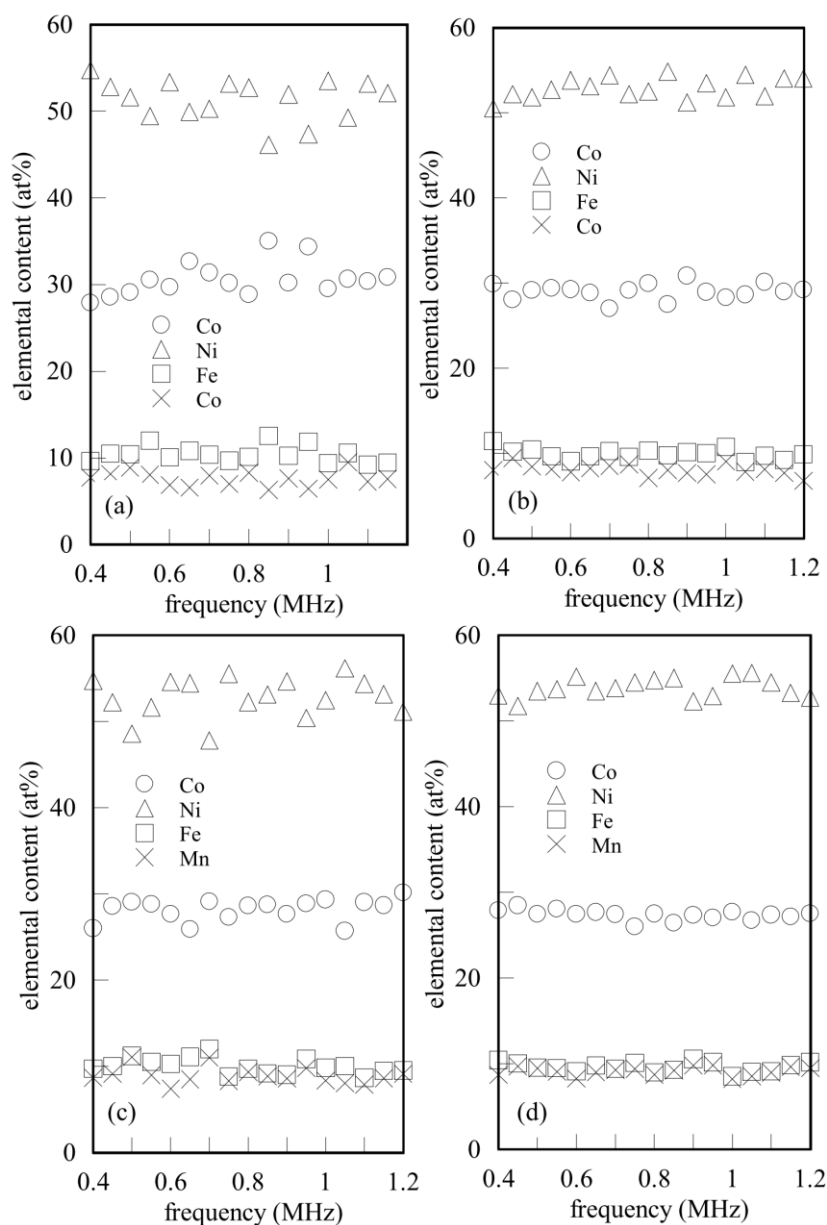 60
50
40
30
20
10
0
elemental content (at%)
Co
Ni
Fe
Co
(a)
0.4 0.6 0.8 1
frequency (MHz)
60
40
20
0
elemental content (at%)
Co
Ni
Fe
Co
(b)
0.4 0.6 0.8 1 1.2
frequency (MHz)
60
40
20
0
elemental content (at%)
Co
Ni
Fe
Mn
(c)
0.4 0.6 0.8 1 1.2
frequency (MHz)
60
40
20
0
elemental content (at%)
Co
Ni
Fe
Mn
(d)
0.4 0.6 0.8 1 1.2
frequency (MHz)